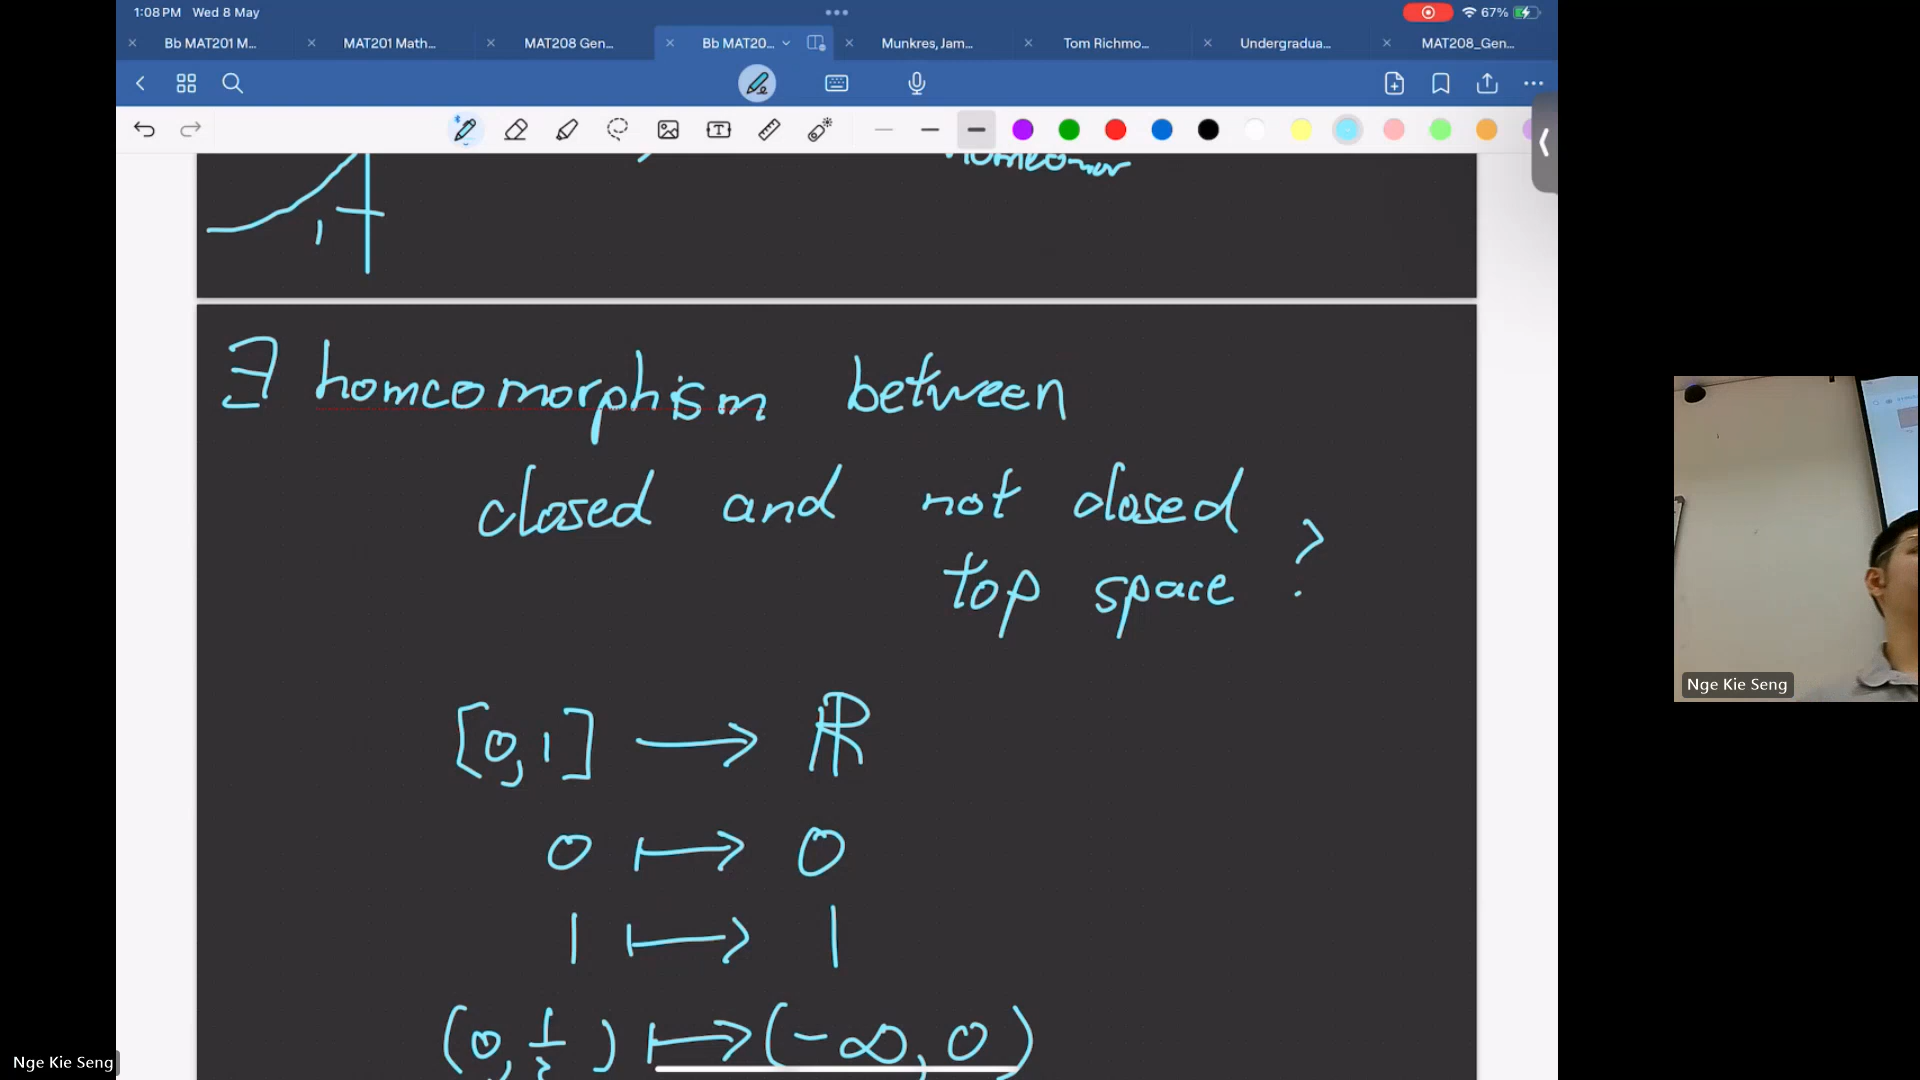 1:08 PM Wed 8 May
67%
Bb MAT201 M...
MAT201 Math...
MAT208 Gen...
Bb MAT20...
Munkres, Jam...
Tom Richmo...
Undergradua...
MAT208_Gen...
homeomor
1
∃ homeomorphism between
closed and not closed
top space ?
[0,1] ⟶ ℝ
0 ⟼ 0
1 ⟼ 1
(0, 1/2) ⟼ (-∞, 0)
Nge Kie Seng
Nge Kie Seng